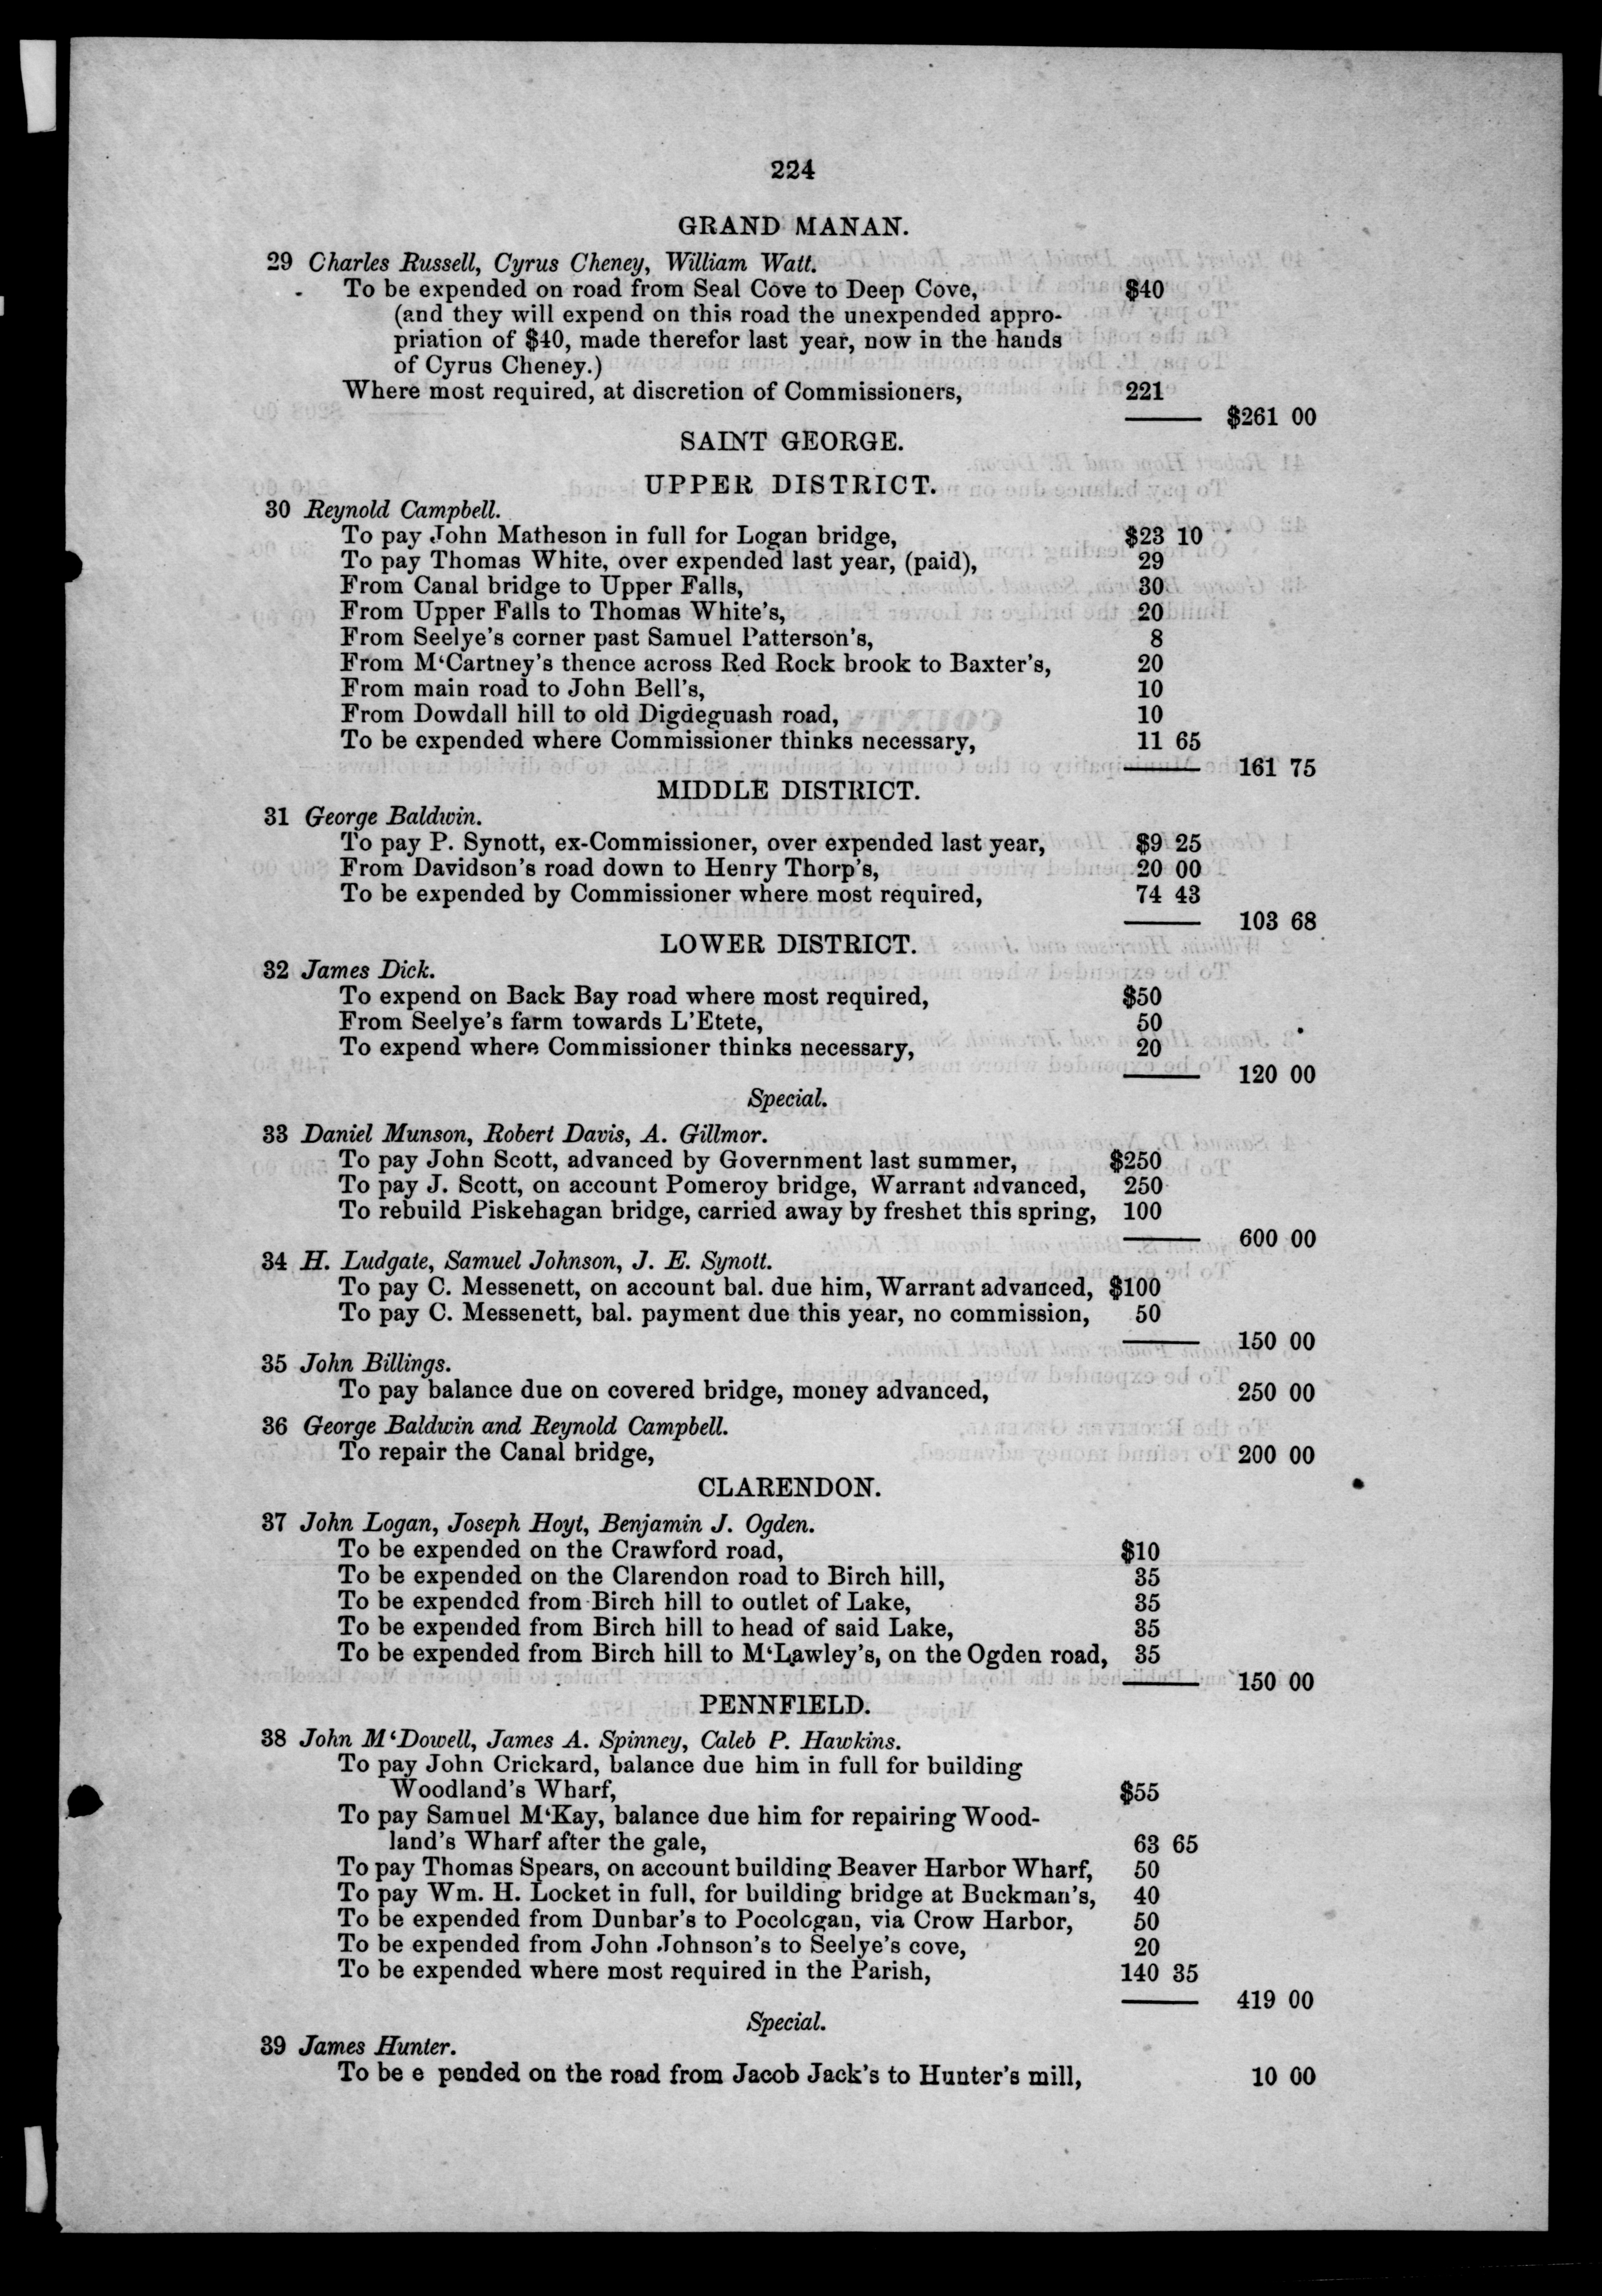 224
GRAND MANAN.
29 Charles Russell, Cyrus Cheney, William Watt.
To be expended on road from Seal Cove to Deep Cove, $40
(and they will expend on this road the unexpended appro-
priation of $40, made therefor last year, now in the hands
of Cyrus Cheney.)
Where most required, at discretion of Commissioners, 221
$261 00
SAINT GEORGE.
UPPER DISTRICT.
30 Reynold Campbell.
To pay John Matheson in full for Logan bridge, $23 10
To pay Thomas White, over expended last year, (paid), 29
From Canal bridge to Upper Falls, 30
From Upper Falls to Thomas White's, 20
From Seelye's corner past Samuel Patterson's, 8
From M‘Cartney's thence across Red Rock brook to Baxter's, 20
From main road to John Bell's, 10
From Dowdall hill to old Digdeguash road, 10
To be expended where Commissioner thinks necessary, 11 65
161 75
MIDDLE DISTRICT.
31 George Baldwin.
To pay P. Synott, ex-Commissioner, over expended last year, $9 25
From Davidson's road down to Henry Thorp's, 20 00
To be expended by Commissioner where most required, 74 43
103 68
LOWER DISTRICT.
32 James Dick.
To expend on Back Bay road where most required, $50
From Seelye's farm towards L'Etete, 50
To expend where Commissioner thinks necessary, 20
120 00
Special.
33 Daniel Munson, Robert Davis, A. Gillmor.
To pay John Scott, advanced by Government last summer, $250
To pay J. Scott, on account Pomeroy bridge, Warrant advanced, 250
To rebuild Piskehagan bridge, carried away by freshet this spring, 100
600 00
34 H. Ludgate, Samuel Johnson, J. E. Synott.
To pay C. Messenett, on account bal. due him, Warrant advanced, $100
To pay C. Messenett, bal. payment due this year, no commission, 50
150 00
35 John Billings.
To pay balance due on covered bridge, money advanced, 250 00
36 George Baldwin and Reynold Campbell.
To repair the Canal bridge, 200 00
CLARENDON.
37 John Logan, Joseph Hoyt, Benjamin J. Ogden.
To be expended on the Crawford road, $10
To be expended on the Clarendon road to Birch hill, 35
To be expended from Birch hill to outlet of Lake, 35
To be expended from Birch hill to head of said Lake, 35
To be expended from Birch hill to M‘Lawley's, on the Ogden road, 35
150 00
PENNFIELD.
38 John M‘Dowell, James A. Spinney, Caleb P. Hawkins.
To pay John Crickard, balance due him in full for building
Woodland's Wharf, $55
To pay Samuel M‘Kay, balance due him for repairing Wood-
land's Wharf after the gale, 63 65
To pay Thomas Spears, on account building Beaver Harbor Wharf, 50
To pay Wm. H. Locket in full, for building bridge at Buckman's, 40
To be expended from Dunbar's to Pocologan, via Crow Harbor, 50
To be expended from John Johnson's to Seelye's cove, 20
To be expended where most required in the Parish, 140 35
419 00
Special.
39 James Hunter.
To be e pended on the road from Jacob Jack's to Hunter's mill, 10 00